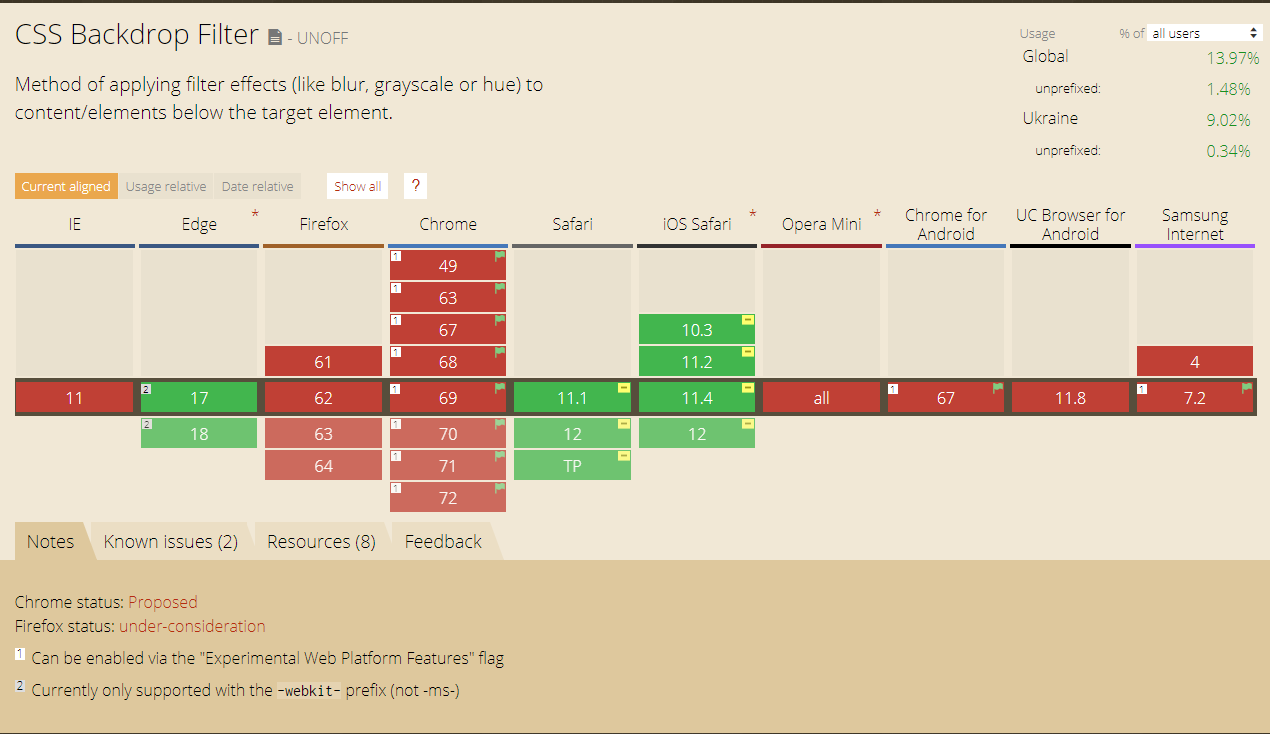 CSS Backdrop Filter - UNOFF
Usage % of all users
Global 13.97%
unprefixed: 1.48%
Ukraine 9.02%
unprefixed: 0.34%
Method of applying filter effects (like blur, grayscale or hue) to
content/elements below the target element.
Current aligned Usage relative Date relative Show all ?
IE Edge * Firefox Chrome Safari iOS Safari * Opera Mini * Chrome for Android UC Browser for Android Samsung Internet
1 49
1 63
1 67 10.3
61 1 68 11.2 4
11 2 17 62 1 69 11.1 11.4 all 1 67 11.8 1 7.2
2 18 63 1 70 12 12
64 1 71 TP
1 72
Notes Known issues (2) Resources (8) Feedback
Chrome status: Proposed
Firefox status: under-consideration
1 Can be enabled via the "Experimental Web Platform Features" flag
2 Currently only supported with the -webkit- prefix (not -ms-)